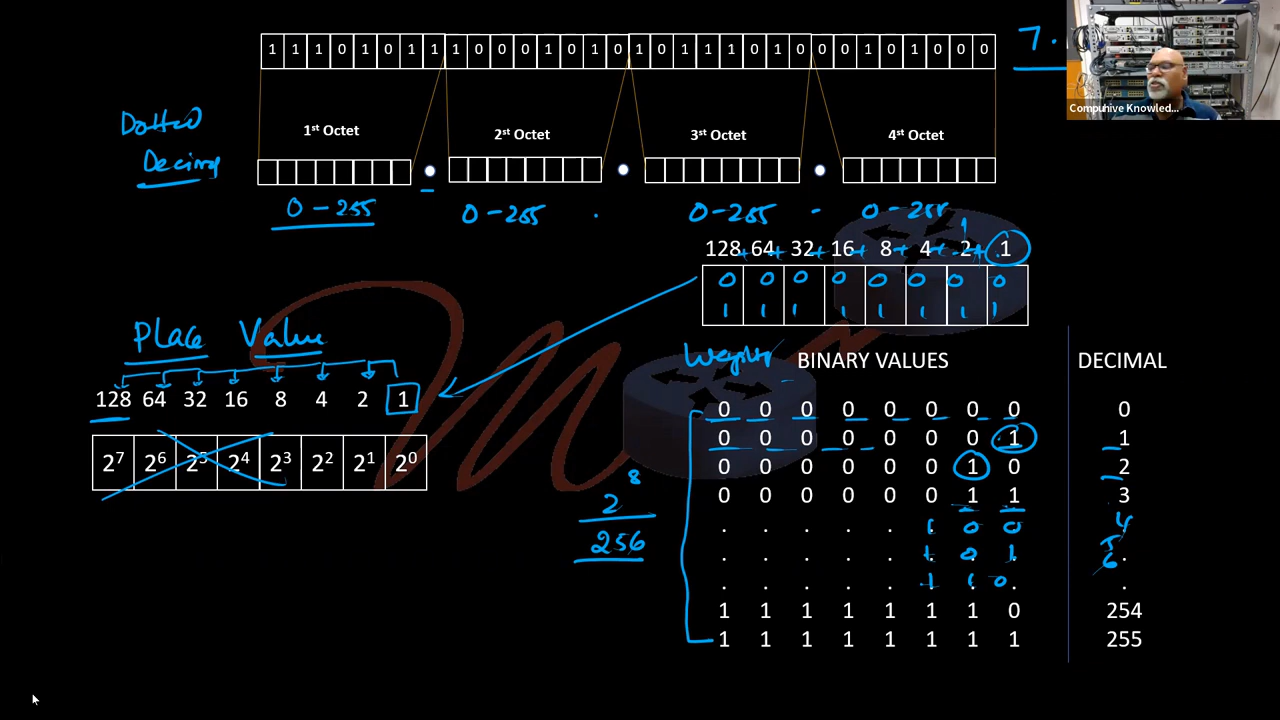 1 1 1 0 1 0 1 1 1 0 0 0 1 0 1 0 1 0 1 1 1 0 1 0 0 0 1 0 1 0 0 0
7.
Compuhive Knowled...
Dotted
Decimal
1st Octet
2st Octet
3st Octet
4st Octet
0-255
0-255 .
0-255 -
0-255
1
128+ 64+ 32+ 16+ 8+ 4+ 2+ 1
0 0 0 0 0 0 0 0
1 1 1 1 1 1 1 1
Place Value
128 64 32 16 8 4 2 1
2⁷ 2⁶ 2⁵ 2⁴ 2³ 2² 2¹ 2⁰
2⁸
256
BINARY VALUES
DECIMAL
0 0 0 0 0 0 0 0 0
0 0 0 0 0 0 0 1 1
0 0 0 0 0 0 1 0 2
0 0 0 0 0 0 1 1 3
. . . . . 1 0 0 4
. . . . . 1 0 1 5
. . . . . 1 1 0 6
1 1 1 1 1 1 1 0 254
1 1 1 1 1 1 1 1 255